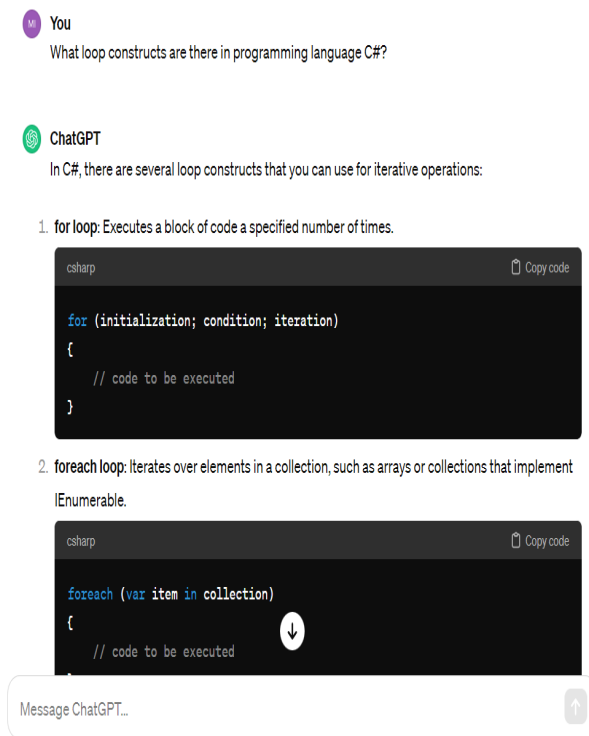 MI
You
What loop constructs are there in programming language C#?
ChatGPT
In C#, there are several loop constructs that you can use for iterative operations:
1. for loop: Executes a block of code a specified number of times.
csharp
Copy code
for (initialization; condition; iteration)
{
    // code to be executed
}
2. foreach loop: Iterates over elements in a collection, such as arrays or collections that implement
IEnumerable.
csharp
Copy code
foreach (var item in collection)
{
    // code to be executed
Message ChatGPT...